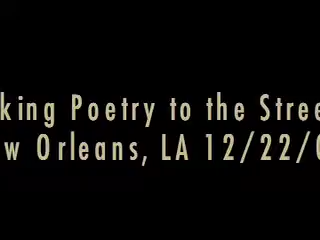 king Poetry to the Stree
w Orleans, LA 12/22/0